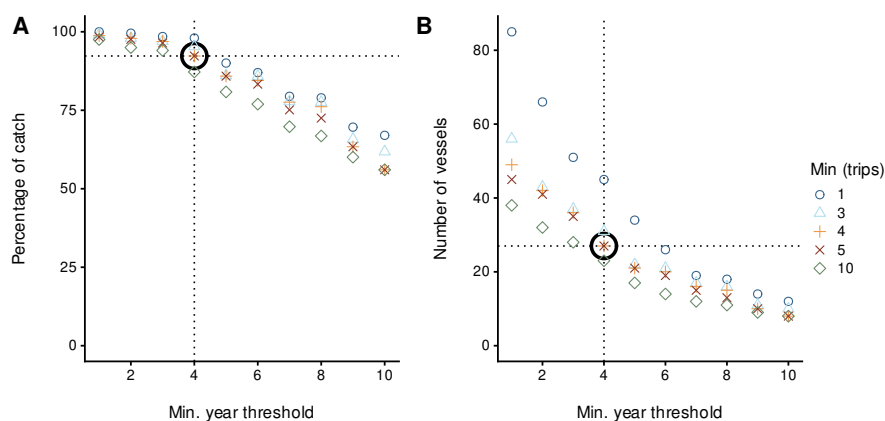 A
Percentage of catch
100
75
50
25
0
2 4 6 8 10
Min. year threshold
B
Number of vessels
80
60
40
20
0
2 4 6 8 10
Min. year threshold
Min (trips)
1
3
4
5
10